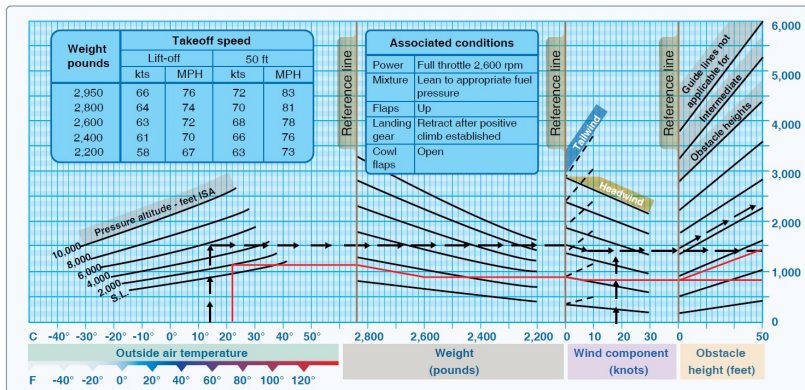 Weight pounds
Takeoff speed
Lift-off 50 ft
kts MPH kts MPH
2,950 66 76 72 83
2,800 64 74 70 81
2,600 63 72 68 78
2,400 61 70 66 76
2,200 58 67 63 73
Reference line
Associated conditions
Power Full throttle 2,600 rpm
Mixture Lean to appropriate fuel
pressure
Flaps Up
Landing gear Retract after positive
climb established
Cowl flaps Open
Reference line
Tailwind
Headwind
Reference line
Guide lines not
applicable for
Intermediate
Obstacle heights
6,000
5,000
4,000
3,000
2,000
1,000
0
Pressure altitude - feet ISA
10,000
8,000
6,000
4,000
2,000
S.L.
C -40° -30° -20° -10° 0° 10° 20° 30° 40° 50°
2,800 2,600 2,400 2,200
0 10 20 30
0 50
Outside air temperature
F -40° -20° 0° 20° 40° 60° 80° 100° 120°
Weight
(pounds)
Wind component
(knots)
Obstacle
height (feet)